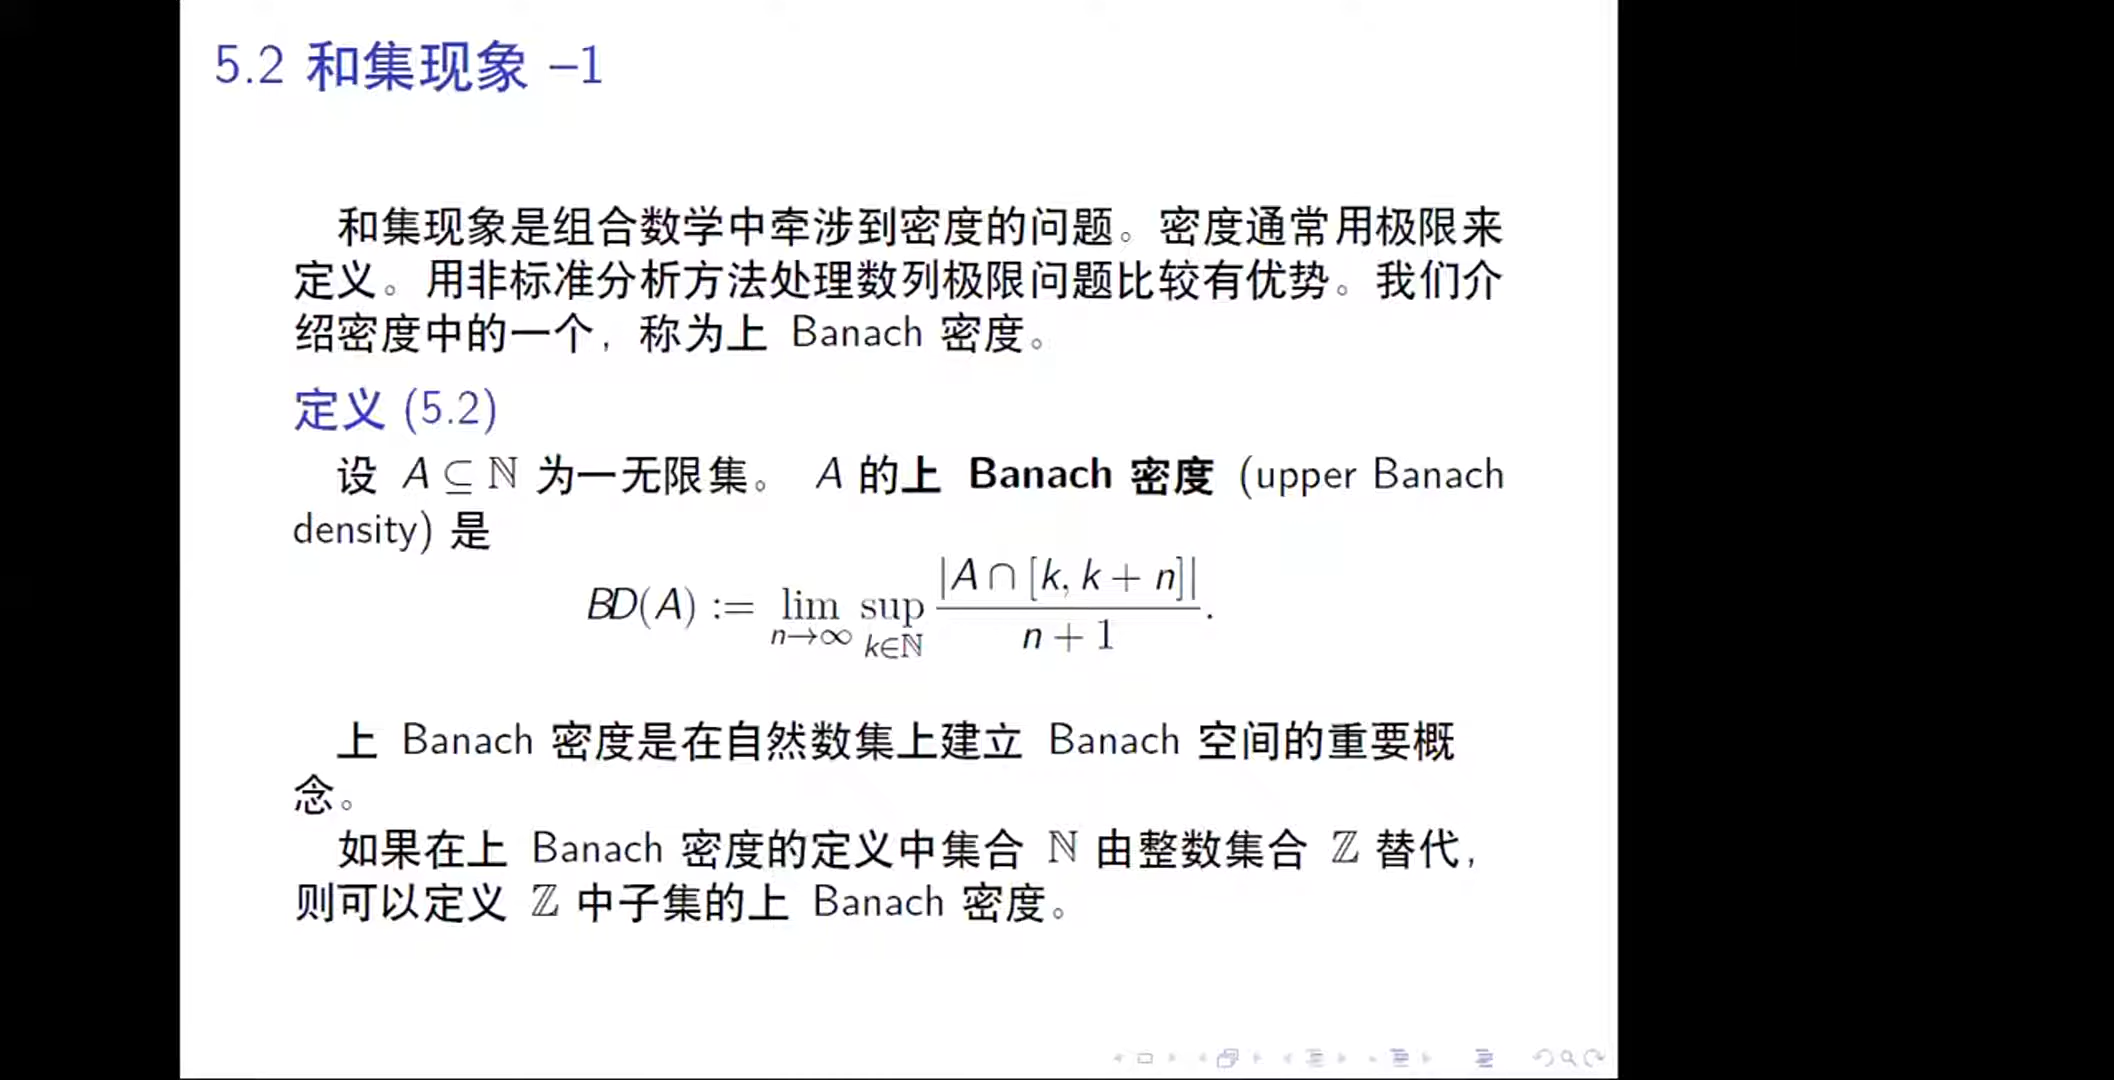 5.2 和集现象 –1
和集现象是组合数学中牵涉到密度的问题。密度通常用极限来
定义。用非标准分析方法处理数列极限问题比较有优势。我们介
绍密度中的一个，称为上 Banach 密度。
定义 (5.2)
设 A ⊆ ℕ 为一无限集。 A 的上 Banach 密度 (upper Banach
density) 是
BD(A) := lim_{n→∞} sup_{k∈ℕ} |A ∩ [k, k + n]| / (n + 1).
上 Banach 密度是在自然数集上建立 Banach 空间的重要概
念。
如果在上 Banach 密度的定义中集合 ℕ 由整数集合 ℤ 替代，
则可以定义 ℤ 中子集的上 Banach 密度。